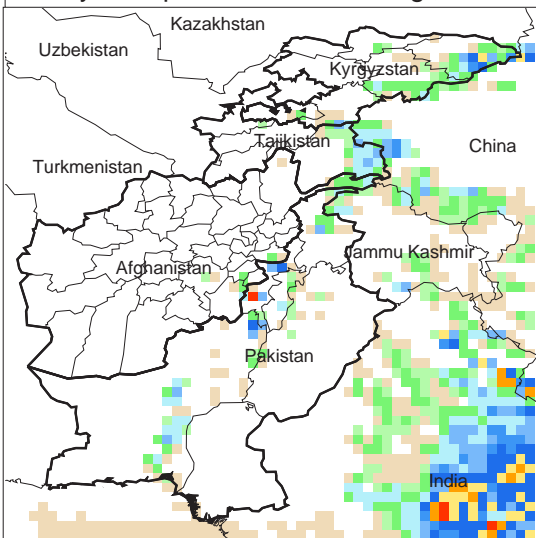 Kazakhstan
Uzbekistan
Kyrgyzstan
Tajikistan
China
Turkmenistan
Jammu Kashmir
Afghanistan
Pakistan
India